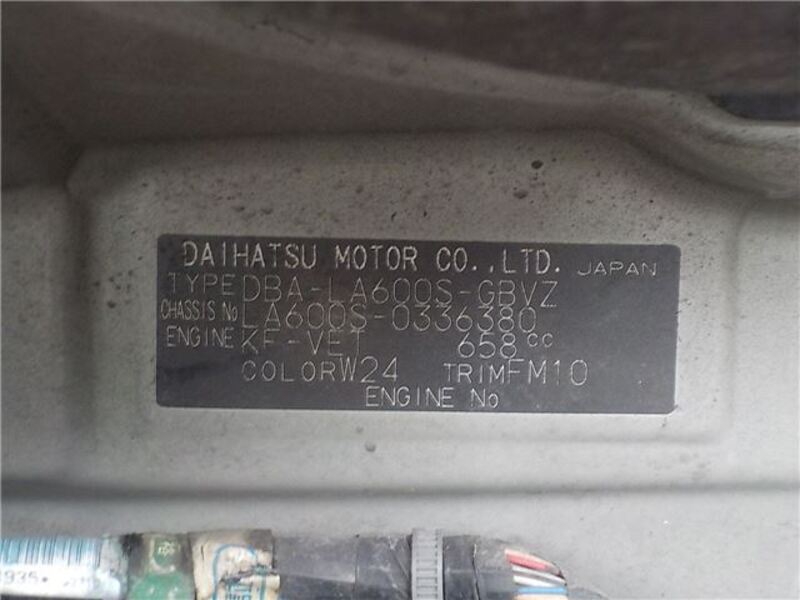 DAIHATSU MOTOR CO.,LTD. JAPAN
TYPE DBA-LA600S-GBVZ
CHASSIS No LA600S-0336380
ENGINE KF-VET 658cc
COLOR W24 TRIM FM10
ENGINE No
4935*